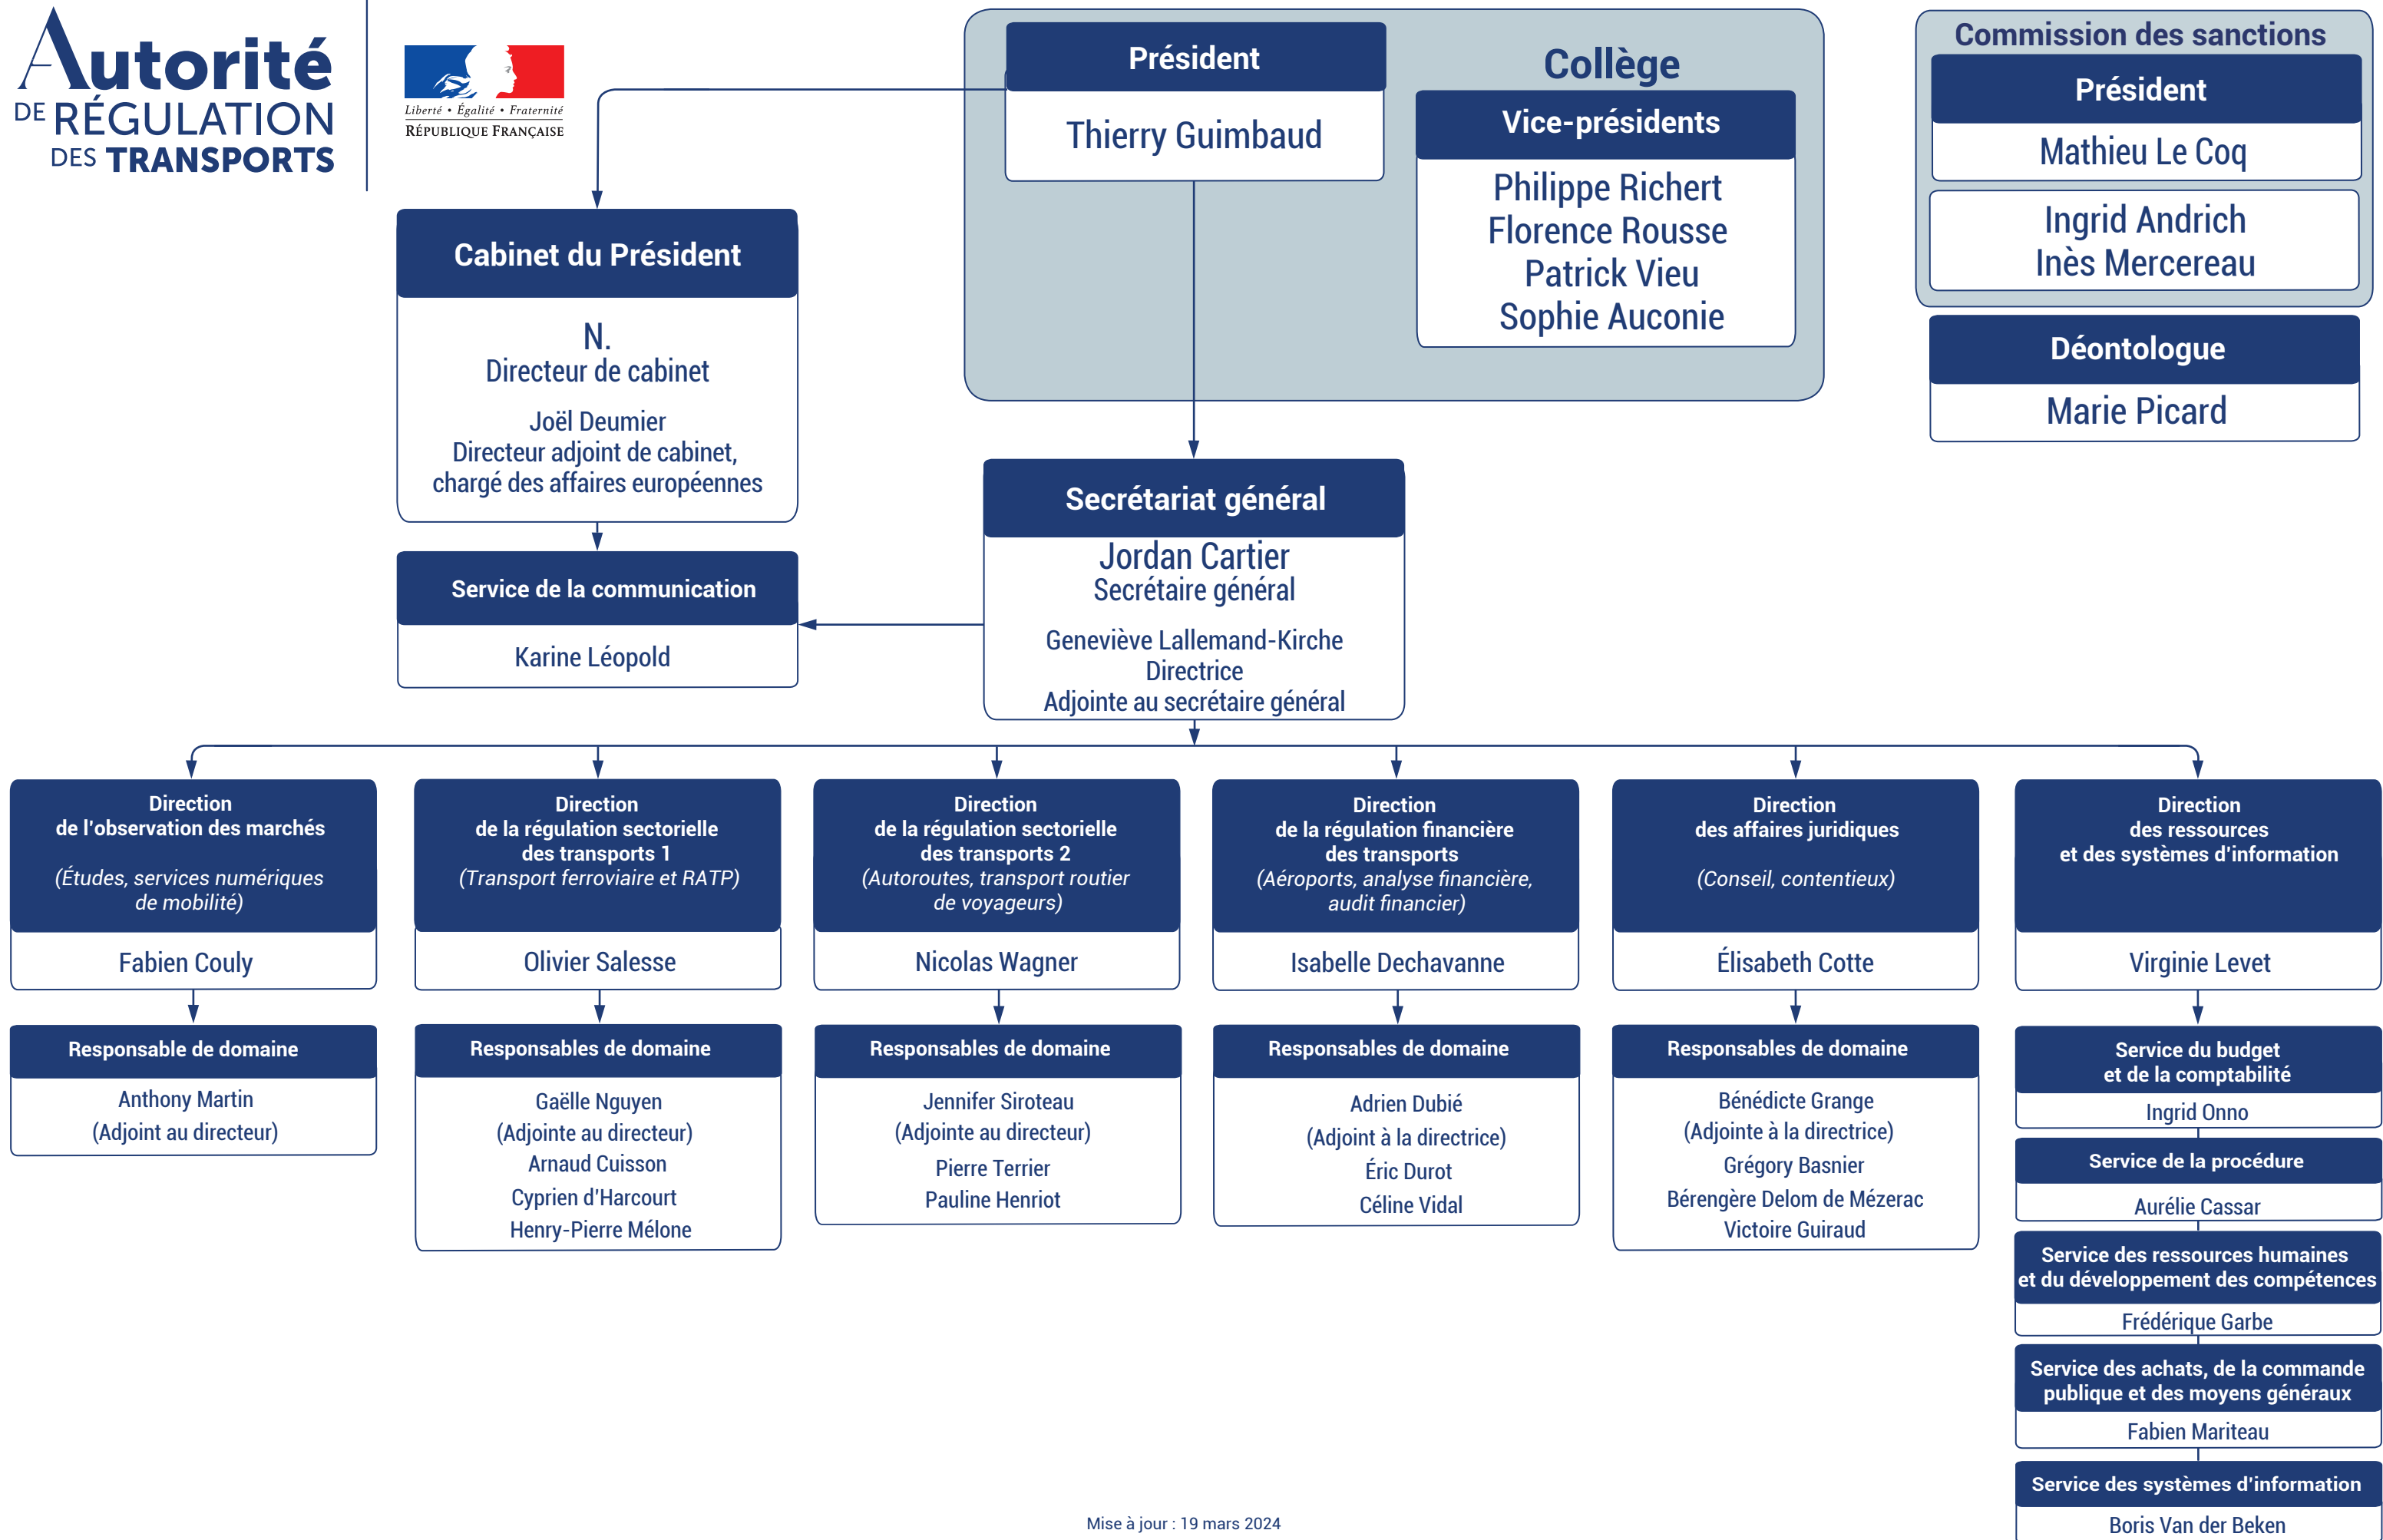 Autorité
DE RÉGULATION
DES TRANSPORTS
Liberté • Égalité • Fraternité
RÉPUBLIQUE FRANÇAISE
Collège
Président
Thierry Guimbaud
Vice-présidents
Philippe Richert
Florence Rousse
Patrick Vieu
Sophie Auconie
Commission des sanctions
Président
Mathieu Le Coq
Ingrid Andrich
Inès Mercereau
Déontologue
Marie Picard
Cabinet du Président
N.
Directeur de cabinet
Joël Deumier
Directeur adjoint de cabinet,
chargé des affaires européennes
Service de la communication
Karine Léopold
Secrétariat général
Jordan Cartier
Secrétaire général
Geneviève Lallemand-Kirche
Directrice
Adjointe au secrétaire général
Direction
de l'observation des marchés
(Études, services numériques
de mobilité)
Fabien Couly
Responsable de domaine
Anthony Martin
(Adjoint au directeur)
Direction
de la régulation sectorielle
des transports 1
(Transport ferroviaire et RATP)
Olivier Salesse
Responsables de domaine
Gaëlle Nguyen
(Adjointe au directeur)
Arnaud Cuisson
Cyprien d'Harcourt
Henry-Pierre Mélone
Direction
de la régulation sectorielle
des transports 2
(Autoroutes, transport routier
de voyageurs)
Nicolas Wagner
Responsables de domaine
Jennifer Siroteau
(Adjointe au directeur)
Pierre Terrier
Pauline Henriot
Direction
de la régulation financière
des transports
(Aéroports, analyse financière,
audit financier)
Isabelle Dechavanne
Responsables de domaine
Adrien Dubié
(Adjoint à la directrice)
Éric Durot
Céline Vidal
Direction
des affaires juridiques
(Conseil, contentieux)
Élisabeth Cotte
Responsables de domaine
Bénédicte Grange
(Adjointe à la directrice)
Grégory Basnier
Bérengère Delom de Mézerac
Victoire Guiraud
Direction
des ressources
et des systèmes d'information
Virginie Levet
Service du budget
et de la comptabilité
Ingrid Onno
Service de la procédure
Aurélie Cassar
Service des ressources humaines
et du développement des compétences
Frédérique Garbe
Service des achats, de la commande
publique et des moyens généraux
Fabien Mariteau
Service des systèmes d'information
Boris Van der Beken
Mise à jour : 19 mars 2024